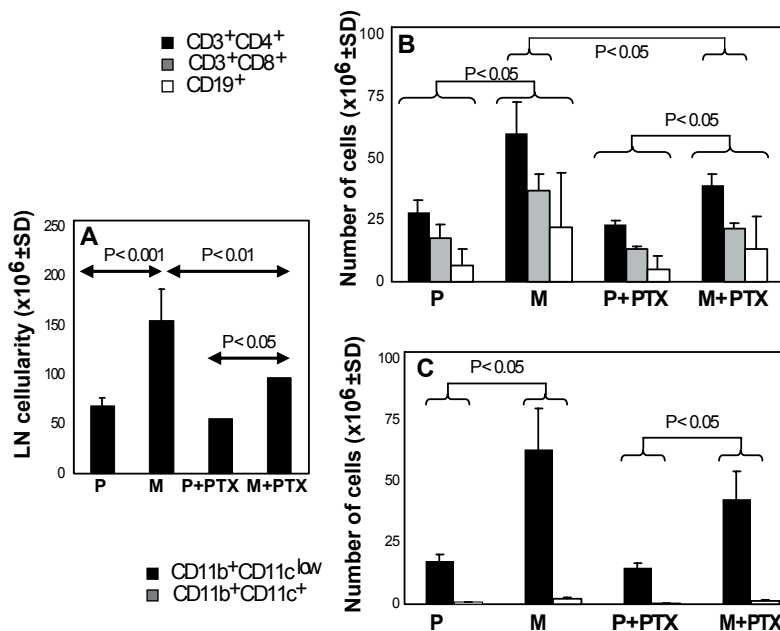 CD3⁺CD4⁺
CD3⁺CD8⁺
CD19⁺
B
P< 0.05
P< 0.05
P< 0.05
Number of cells (x10⁶±SD)
100
75
50
25
0
P M P+PTX M+PTX
A
P< 0.001 P< 0.01
P< 0.05
LN cellularity (x10⁶±SD)
250
200
150
100
50
0
P M P+PTX M+PTX
C
P< 0.05
P< 0.05
Number of cells (x10⁶±SD)
100
75
50
25
0
P M P+PTX M+PTX
CD11b⁺CD11c low
CD11b⁺CD11c⁺